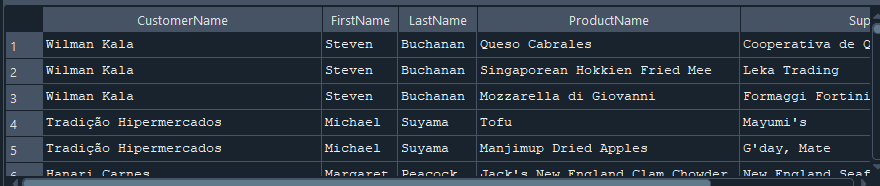 CustomerName FirstName LastName ProductName Sup
1 Wilman Kala Steven Buchanan Queso Cabrales Cooperativa de Q
2 Wilman Kala Steven Buchanan Singaporean Hokkien Fried Mee Leka Trading
3 Wilman Kala Steven Buchanan Mozzarella di Giovanni Formaggi Fortini
4 Tradição Hipermercados Michael Suyama Tofu Mayumi's
5 Tradição Hipermercados Michael Suyama Manjimup Dried Apples G'day, Mate
6 Hanari Carnes Margaret Peacock Jack's New England Clam Chowder New England Seaf